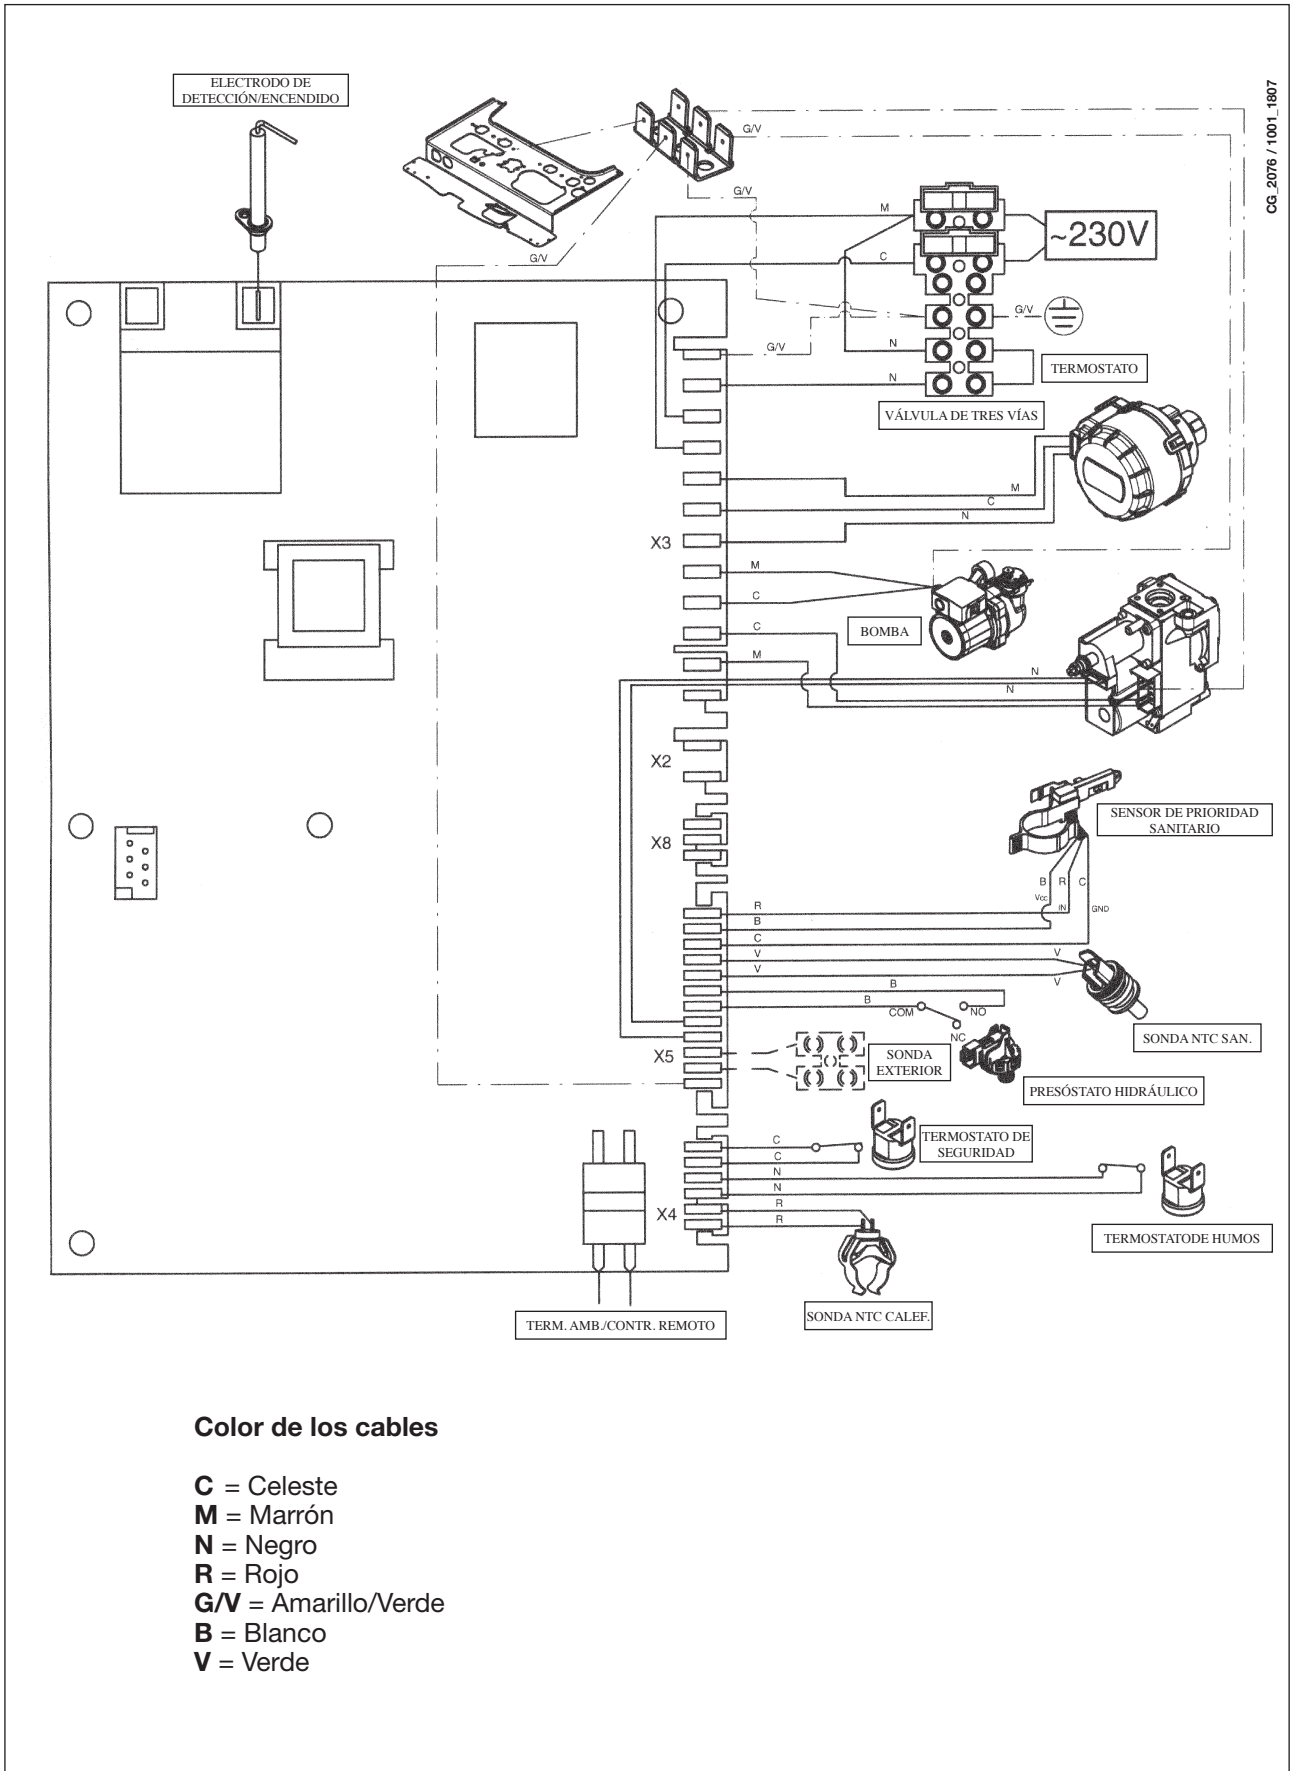 ELECTRODO DE
DETECCIÓN/ENCENDIDO
CG_2076 / 1001_1807
G/V
G/V
G/V
M
~230V
C
G/V
G/V
N
TERMOSTATO
N
VÁLVULA DE TRES VÍAS
M
C
N
X3
M
C
BOMBA
C
M
N
N
X2
SENSOR DE PRIORIDAD
SANITARIO
X8
B R C
Vcc IN GND
R
B
C
V V
V V
B
B
COM NO
NC
SONDA NTC SAN.
X5
SONDA
EXTERIOR
PRESÓSTATO HIDRÁULICO
C
TERMOSTATO DE
SEGURIDAD
C
N
N
R
X4
R
TERMOSTATODE HUMOS
SONDA NTC CALEF.
TERM. AMB./CONTR. REMOTO
Color de los cables
C = Celeste
M = Marrón
N = Negro
R = Rojo
G/V = Amarillo/Verde
B = Blanco
V = Verde